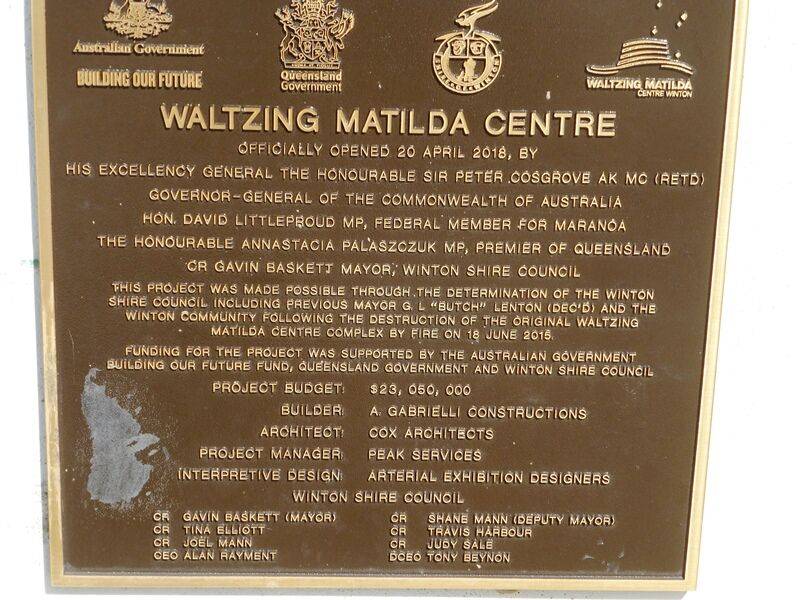 Australian Government
BUILDING OUR FUTURE
Queensland
Government
WALTZING MATILDA
CENTRE WINTON
WALTZING MATILDA CENTRE
OFFICIALLY OPENED 20 APRIL 2018, BY
HIS EXCELLENCY GENERAL THE HONOURABLE SIR PETER COSGROVE AK MC (RETD)
GOVERNOR-GENERAL OF THE COMMONWEALTH OF AUSTRALIA
HON. DAVID LITTLEPROUD MP, FEDERAL MEMBER FOR MARANOA
THE HONOURABLE ANNASTACIA PALASZCZUK MP, PREMIER OF QUEENSLAND
CR GAVIN BASKETT MAYOR, WINTON SHIRE COUNCIL
THIS PROJECT WAS MADE POSSIBLE THROUGH THE DETERMINATION OF THE WINTON
SHIRE COUNCIL INCLUDING PREVIOUS MAYOR G. L "BUTCH" LENTON (DEC'D) AND THE
WINTON COMMUNITY FOLLOWING THE DESTRUCTION OF THE ORIGINAL WALTZING
MATILDA CENTRE COMPLEX BY FIRE ON 18 JUNE 2015.
FUNDING FOR THE PROJECT WAS SUPPORTED BY THE AUSTRALIAN GOVERNMENT
BUILDING OUR FUTURE FUND, QUEENSLAND GOVERNMENT AND WINTON SHIRE COUNCIL
PROJECT BUDGET: $23, 050, 000
BUILDER: A. GABRIELLI CONSTRUCTIONS
ARCHITECT: COX ARCHITECTS
PROJECT MANAGER: PEAK SERVICES
INTERPRETIVE DESIGN: ARTERIAL EXHIBITION DESIGNERS
WINTON SHIRE COUNCIL
CR GAVIN BASKETT (MAYOR) CR SHANE MANN (DEPUTY MAYOR)
CR TINA ELLIOTT CR TRAVIS HARBOUR
CR JOEL MANN CR JUDY SALE
CEO ALAN RAYMENT DCEO TONY BEYNON